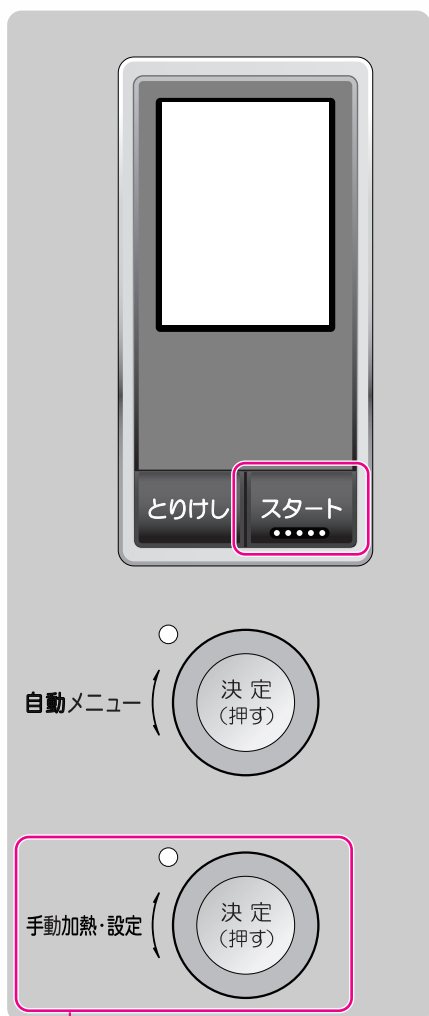 とりけし スタート
自動メニュー
決定
(押す)
手動加熱・設定
決定
(押す)